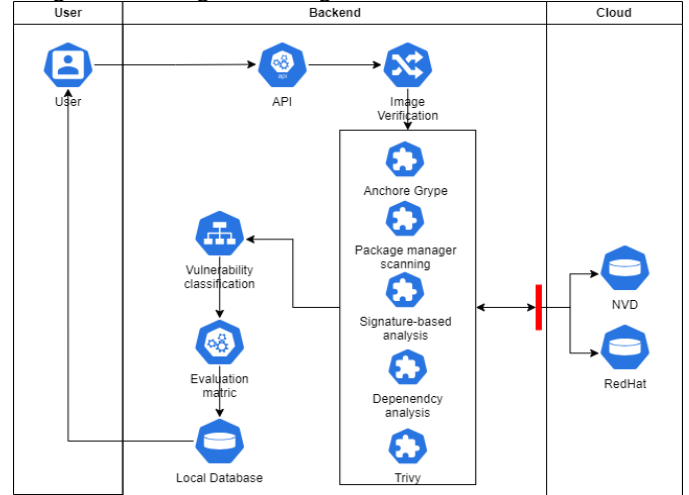 User
Backend
Cloud
api
User
API
Image
Verification
Anchore Grype
Package manager
scanning
Vulnerability
classification
Signature-based
analysis
NVD
Evaluation
matric
Depenendcy
analysis
RedHat
Local Database
Trivy